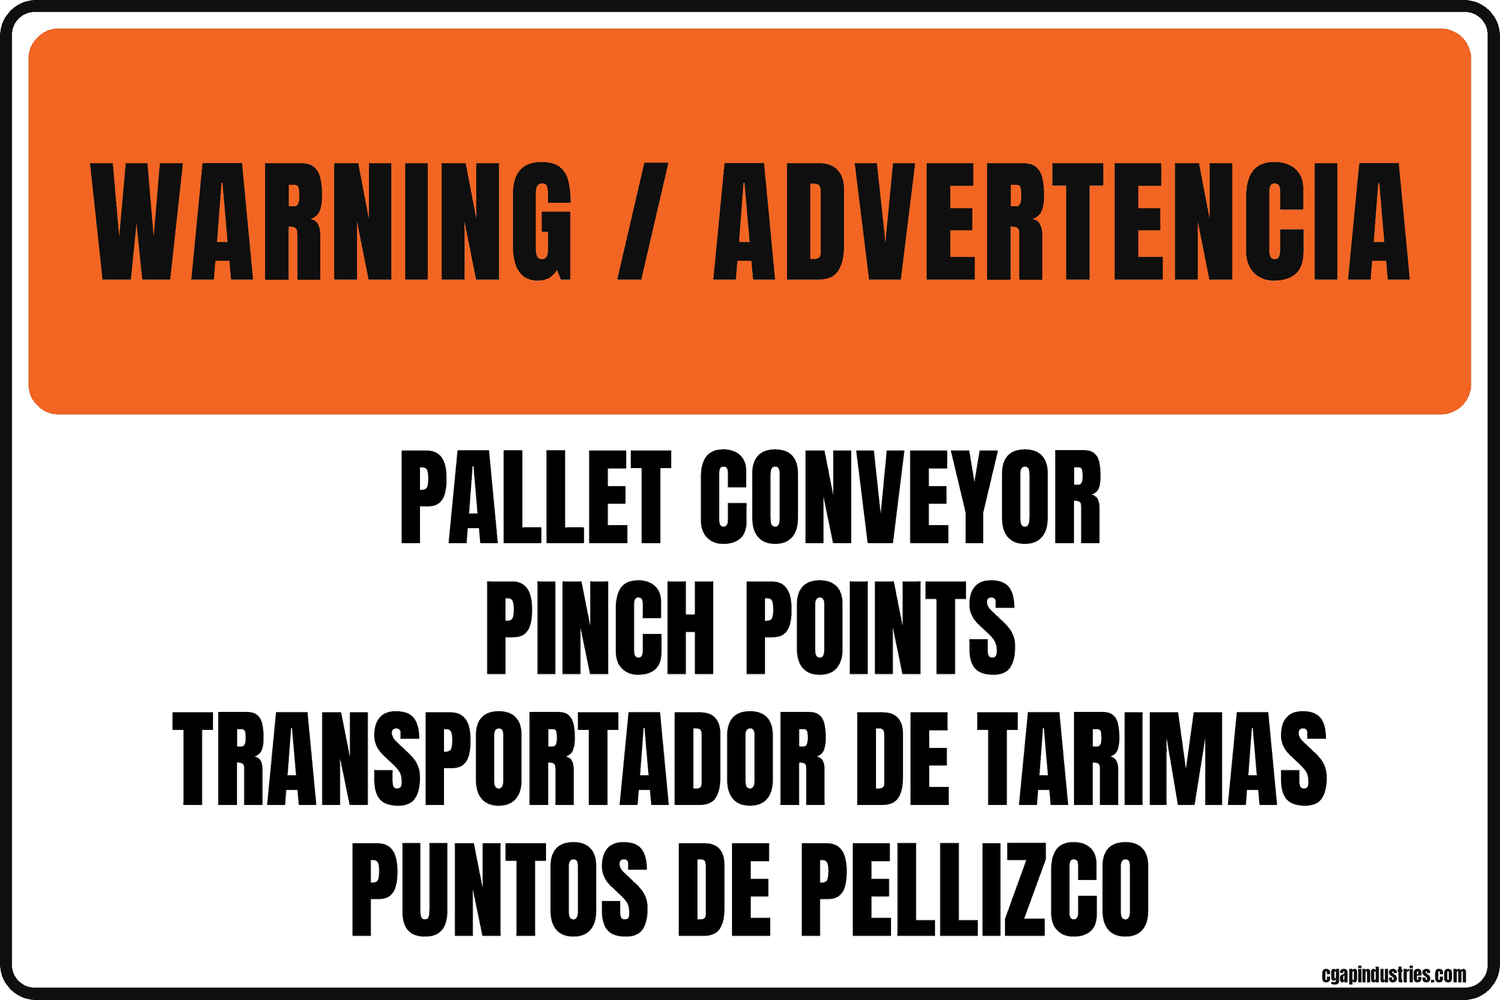 WARNING / ADVERTENCIA
PALLET CONVEYOR
PINCH POINTS
TRANSPORTADOR DE TARIMAS
PUNTOS DE PELLIZCO
cgapindustries.com